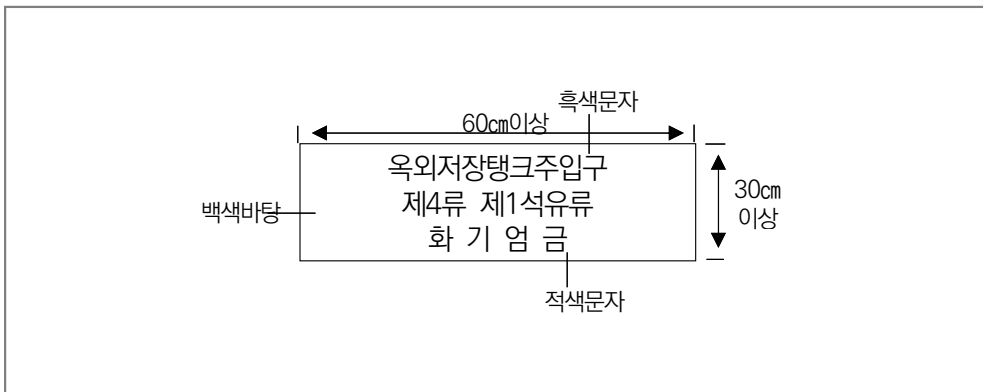 흑색문자
60㎝이상
옥외저장탱크주입구
제4류 제1석유류
화 기 엄 금
백색바탕
30㎝
이상
적색문자